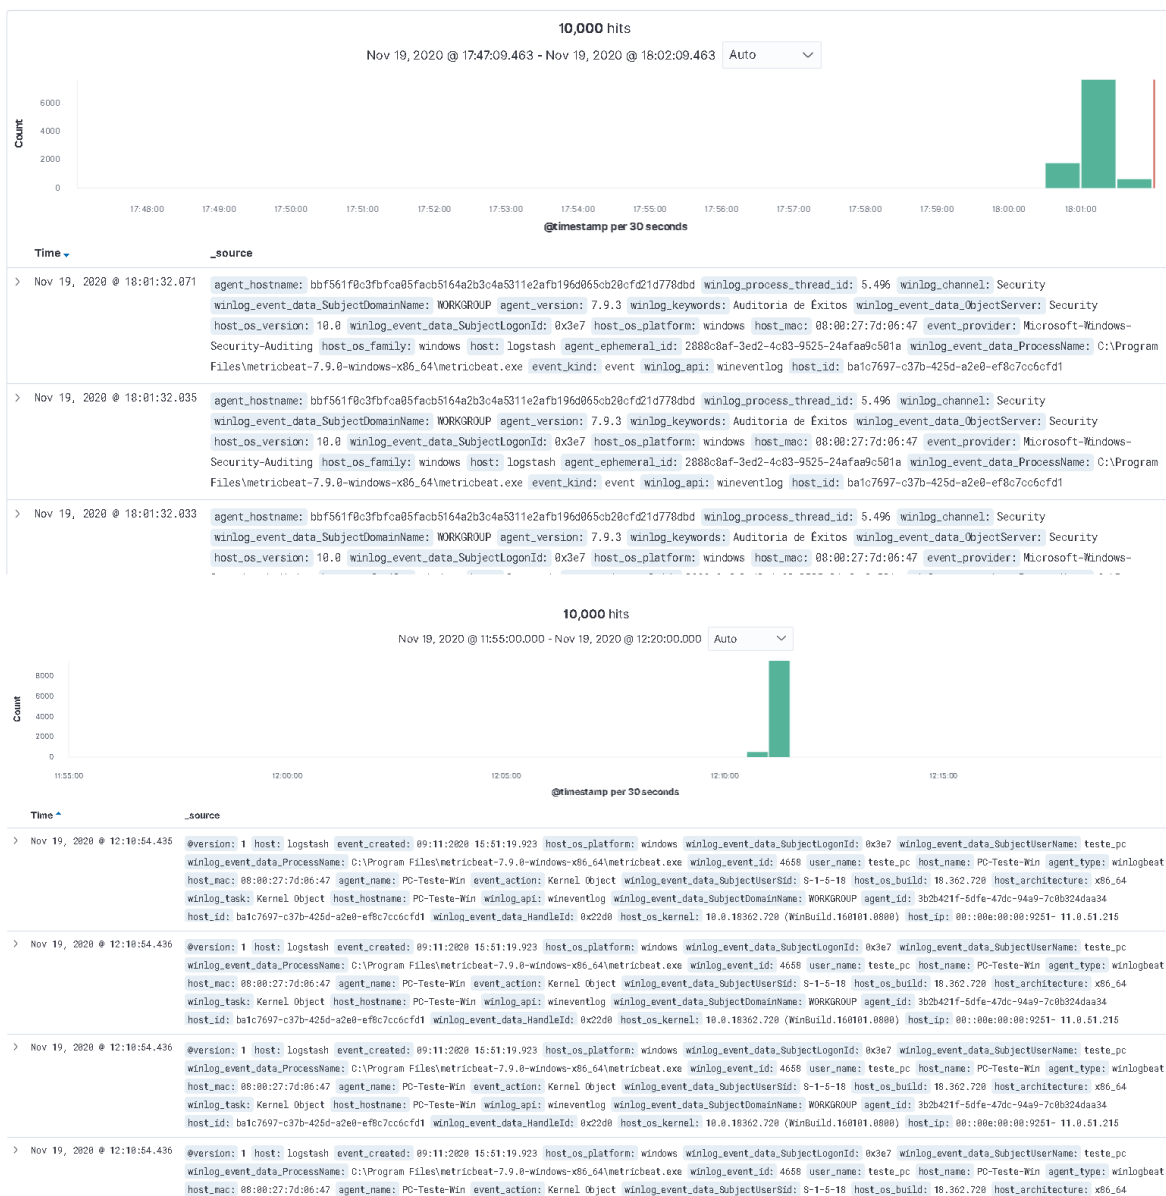 10,000 hits
Nov 19, 2020 @ 17:47:09.463 - Nov 19, 2020 @ 18:02:09.463 Auto
Count
6000
4000
2000
0
17:48:00 17:49:00 17:50:00 17:51:00 17:52:00 17:53:00 17:54:00 17:55:00 17:56:00 17:57:00 17:58:00 17:59:00 18:00:00 18:01:00
@timestamp per 30 seconds
Time _source
Nov 19, 2020 @ 18:01:32.071 agent_hostname: bbf561f0c3fbfca05facb5164a2b3c4a5311e2afb196d065cb20cfd21d778dbd winlog_process_thread_id: 5.496 winlog_channel: Security
winlog_event_data_SubjectDomainName: WORKGROUP agent_version: 7.9.3 winlog_keywords: Auditoria de Êxitos winlog_event_data_ObjectServer: Security
host_os_version: 10.0 winlog_event_data_SubjectLogonId: 0x3e7 host_os_platform: windows host_mac: 08:00:27:7d:06:47 event_provider: Microsoft-Windows-
Security-Auditing host_os_family: windows host: logstash agent_ephemeral_id: 2888c8af-3ed2-4c83-9525-24afaa9c501a winlog_event_data_ProcessName: C:\Program
Files\metricbeat-7.9.0-windows-x86_64\metricbeat.exe event_kind: event winlog_api: wineventlog host_id: ba1c7697-c37b-425d-a2e0-ef8c7cc6cfd1
Nov 19, 2020 @ 18:01:32.035 agent_hostname: bbf561f0c3fbfca05facb5164a2b3c4a5311e2afb196d065cb20cfd21d778dbd winlog_process_thread_id: 5.496 winlog_channel: Security
winlog_event_data_SubjectDomainName: WORKGROUP agent_version: 7.9.3 winlog_keywords: Auditoria de Êxitos winlog_event_data_ObjectServer: Security
host_os_version: 10.0 winlog_event_data_SubjectLogonId: 0x3e7 host_os_platform: windows host_mac: 08:00:27:7d:06:47 event_provider: Microsoft-Windows-
Security-Auditing host_os_family: windows host: logstash agent_ephemeral_id: 2888c8af-3ed2-4c83-9525-24afaa9c501a winlog_event_data_ProcessName: C:\Program
Files\metricbeat-7.9.0-windows-x86_64\metricbeat.exe event_kind: event winlog_api: wineventlog host_id: ba1c7697-c37b-425d-a2e0-ef8c7cc6cfd1
Nov 19, 2020 @ 18:01:32.033 agent_hostname: bbf561f0c3fbfca05facb5164a2b3c4a5311e2afb196d065cb20cfd21d778dbd winlog_process_thread_id: 5.496 winlog_channel: Security
winlog_event_data_SubjectDomainName: WORKGROUP agent_version: 7.9.3 winlog_keywords: Auditoria de Êxitos winlog_event_data_ObjectServer: Security
host_os_version: 10.0 winlog_event_data_SubjectLogonId: 0x3e7 host_os_platform: windows host_mac: 08:00:27:7d:06:47 event_provider: Microsoft-Windows-
10,000 hits
Nov 19, 2020 @ 11:55:00.000 - Nov 19, 2020 @ 12:20:00.000 Auto
Count
8000
6000
4000
2000
0
11:55:00 12:00:00 12:05:00 12:10:00 12:15:00
@timestamp per 30 seconds
Time _source
Nov 19, 2020 @ 12:10:54.435 @version: 1 host: logstash event_created: 09:11:2020 15:51:19.923 host_os_platform: windows winlog_event_data_SubjectLogonId: 0x3e7 winlog_event_data_SubjectUserName: teste_pc
winlog_event_data_ProcessName: C:\Program Files\metricbeat-7.9.0-windows-x86_64\metricbeat.exe winlog_event_id: 4658 user_name: teste_pc host_name: PC-Teste-Win agent_type: winlogbeat
host_mac: 08:00:27:7d:06:47 agent_name: PC-Teste-Win event_action: Kernel Object winlog_event_data_SubjectUserSid: S-1-5-18 host_os_build: 18.362.720 host_architecture: x86_64
winlog_task: Kernel Object host_hostname: PC-Teste-Win winlog_api: wineventlog winlog_event_data_SubjectDomainName: WORKGROUP agent_id: 3b2b421f-5dfe-47dc-94a9-7c0b324daa34
host_id: ba1c7697-c37b-425d-a2e0-ef8c7cc6cfd1 winlog_event_data_HandleId: 0x22d0 host_os_kernel: 10.0.18362.720 (WinBuild.160101.0800) host_ip: 00::00e:00:00:9251- 11.0.51.215
Nov 19, 2020 @ 12:10:54.436 @version: 1 host: logstash event_created: 09:11:2020 15:51:19.923 host_os_platform: windows winlog_event_data_SubjectLogonId: 0x3e7 winlog_event_data_SubjectUserName: teste_pc
winlog_event_data_ProcessName: C:\Program Files\metricbeat-7.9.0-windows-x86_64\metricbeat.exe winlog_event_id: 4658 user_name: teste_pc host_name: PC-Teste-Win agent_type: winlogbeat
host_mac: 08:00:27:7d:06:47 agent_name: PC-Teste-Win event_action: Kernel Object winlog_event_data_SubjectUserSid: S-1-5-18 host_os_build: 18.362.720 host_architecture: x86_64
winlog_task: Kernel Object host_hostname: PC-Teste-Win winlog_api: wineventlog winlog_event_data_SubjectDomainName: WORKGROUP agent_id: 3b2b421f-5dfe-47dc-94a9-7c0b324daa34
host_id: ba1c7697-c37b-425d-a2e0-ef8c7cc6cfd1 winlog_event_data_HandleId: 0x22d0 host_os_kernel: 10.0.18362.720 (WinBuild.160101.0800) host_ip: 00::00e:00:00:9251- 11.0.51.215
Nov 19, 2020 @ 12:10:54.436 @version: 1 host: logstash event_created: 09:11:2020 15:51:19.923 host_os_platform: windows winlog_event_data_SubjectLogonId: 0x3e7 winlog_event_data_SubjectUserName: teste_pc
winlog_event_data_ProcessName: C:\Program Files\metricbeat-7.9.0-windows-x86_64\metricbeat.exe winlog_event_id: 4658 user_name: teste_pc host_name: PC-Teste-Win agent_type: winlogbeat
host_mac: 08:00:27:7d:06:47 agent_name: PC-Teste-Win event_action: Kernel Object winlog_event_data_SubjectUserSid: S-1-5-18 host_os_build: 18.362.720 host_architecture: x86_64
winlog_task: Kernel Object host_hostname: PC-Teste-Win winlog_api: wineventlog winlog_event_data_SubjectDomainName: WORKGROUP agent_id: 3b2b421f-5dfe-47dc-94a9-7c0b324daa34
host_id: ba1c7697-c37b-425d-a2e0-ef8c7cc6cfd1 winlog_event_data_HandleId: 0x22d0 host_os_kernel: 10.0.18362.720 (WinBuild.160101.0800) host_ip: 00::00e:00:00:9251- 11.0.51.215
Nov 19, 2020 @ 12:10:54.436 @version: 1 host: logstash event_created: 09:11:2020 15:51:19.923 host_os_platform: windows winlog_event_data_SubjectLogonId: 0x3e7 winlog_event_data_SubjectUserName: teste_pc
winlog_event_data_ProcessName: C:\Program Files\metricbeat-7.9.0-windows-x86_64\metricbeat.exe winlog_event_id: 4658 user_name: teste_pc host_name: PC-Teste-Win agent_type: winlogbeat
host_mac: 08:00:27:7d:06:47 agent_name: PC-Teste-Win event_action: Kernel Object winlog_event_data_SubjectUserSid: S-1-5-18 host_os_build: 18.362.720 host_architecture: x86_64